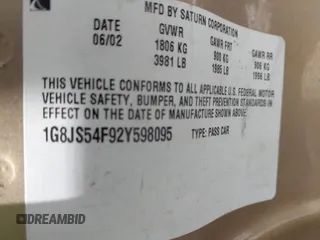 MFD BY SATURN CORPORATION
DATE GVWR GAWR FRT GAWR RR
06/02 1806 KG 900 KG 906 KG
3981 LB 1985 LB 1996 LB
THIS VEHICLE CONFORMS TO ALL APPLICABLE U.S. FEDERAL MOTOR
VEHICLE SAFETY, BUMPER, AND THEFT PREVENTION STANDARDS IN
EFFECT ON THE DATE OF MANUFACTURE SHOWN ABOVE.
1G8JS54F92Y598095 TYPE: PASS CAR
DREAMBID